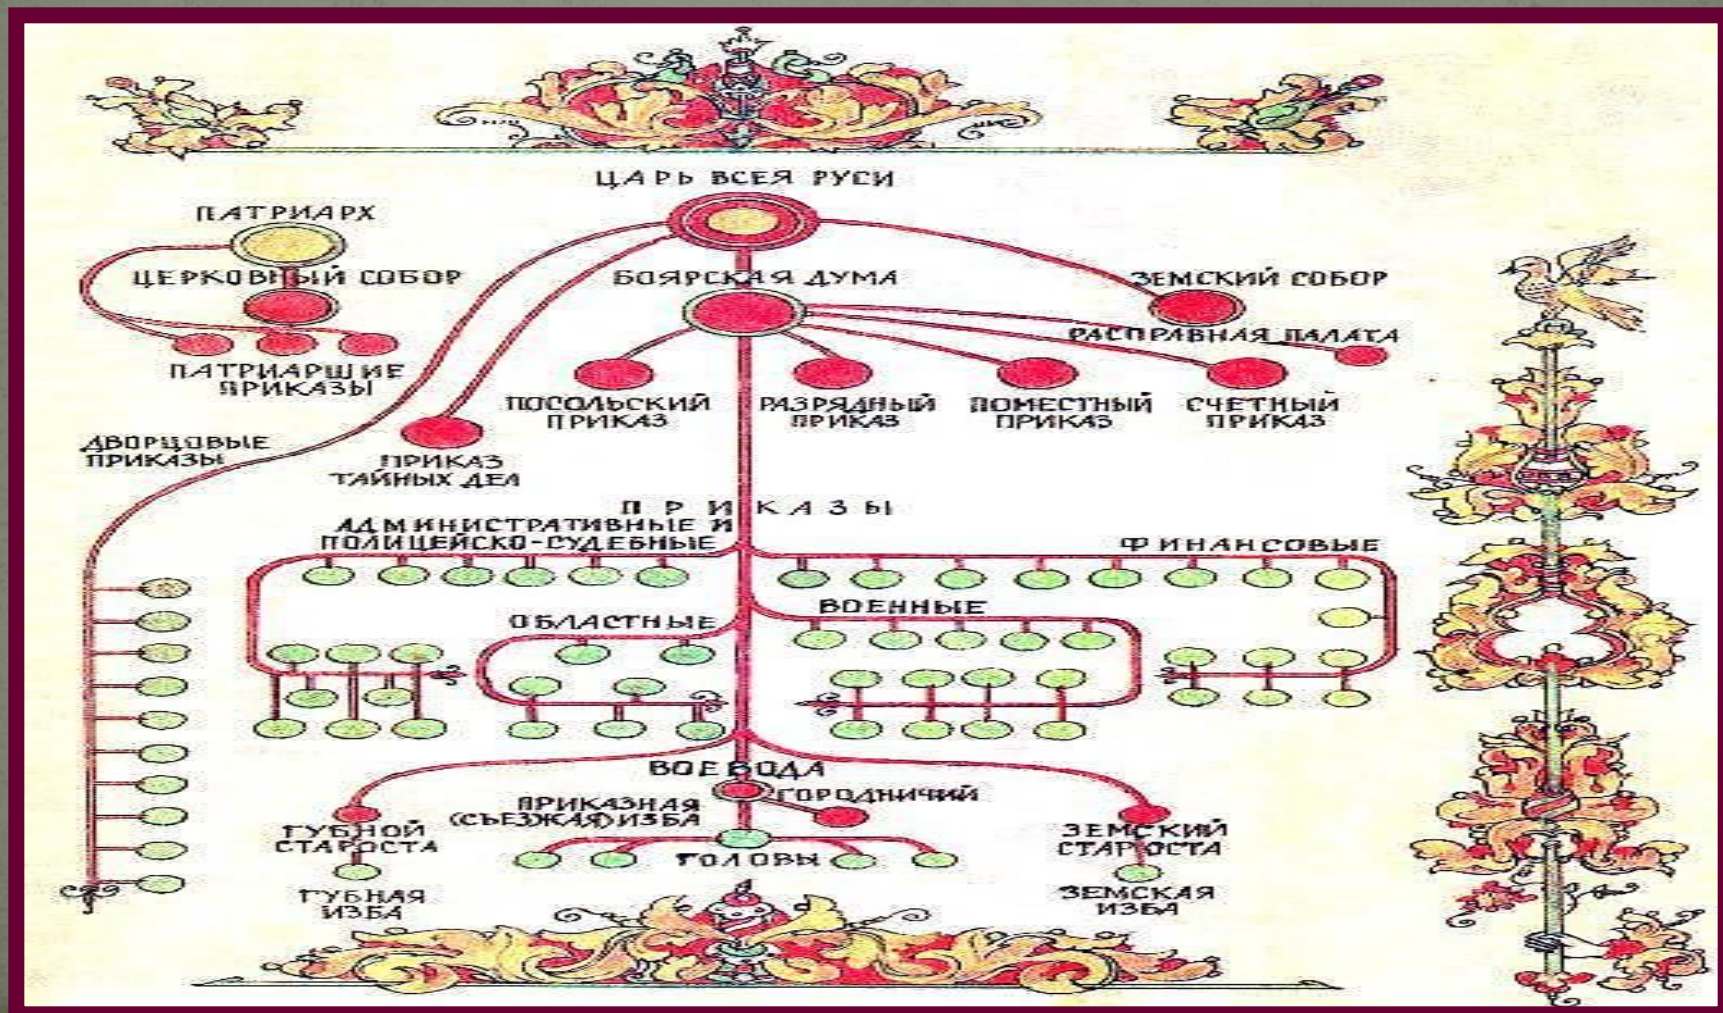 ЦАРЬ ВСЕЯ РУСИ
ПАТРИАРХ
ЦЕРКОВНЫЙ СОБОР
БОЯРСКАЯ ДУМА
ЗЕМСКИЙ СОБОР
РАСПРАВНАЯ ПАЛАТА
ПАТРИАРШИЕ
ПРИКАЗЫ
ПОСОЛЬСКИЙ
ПРИКАЗ
РАЗРЯДНЫЙ
ПРИКАЗ
ПОМЕСТНЫЙ
ПРИКАЗ
СЧЕТНЫЙ
ПРИКАЗ
ДВОРЦОВЫЕ
ПРИКАЗЫ
ПРИКАЗ
ТАЙНЫХ ДЕЛ
ПРИКАЗЫ
АДМИНИСТРАТИВНЫЕ И
ПОЛИЦЕЙСКО-СУДЕБНЫЕ
ФИНАНСОВЫЕ
ОБЛАСТНЫЕ
ВОЕННЫЕ
ВОЕВОДА
ГОРОДНИЧИЙ
ПРИКАЗНАЯ
(СЪЕЗЖАЯ) ИЗБА
ГОЛОВЫ
ГУБНОЙ
СТАРОСТА
ГУБНАЯ
ИЗБА
ЗЕМСКИЙ
СТАРОСТА
ЗЕМСКАЯ
ИЗБА